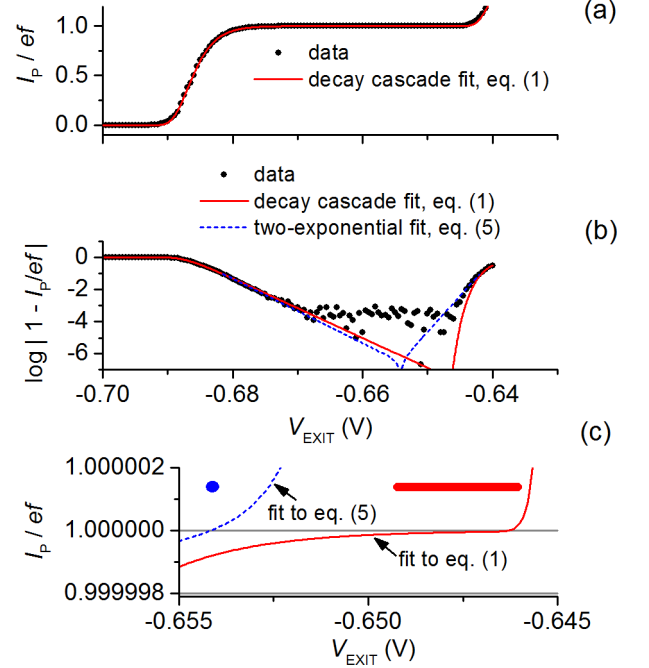 (a)
1.0
0.5
0.0
I_P / ef
data
decay cascade fit, eq. (1)
data
decay cascade fit, eq. (1)
two-exponential fit, eq. (5)
(b)
0
-2
-4
-6
log | 1 - I_P/ef |
-0.70
-0.68
-0.66
-0.64
V_EXIT (V)
(c)
1.000002
1.000000
0.999998
I_P / ef
fit to eq. (5)
fit to eq. (1)
-0.655
-0.650
-0.645
V_EXIT (V)